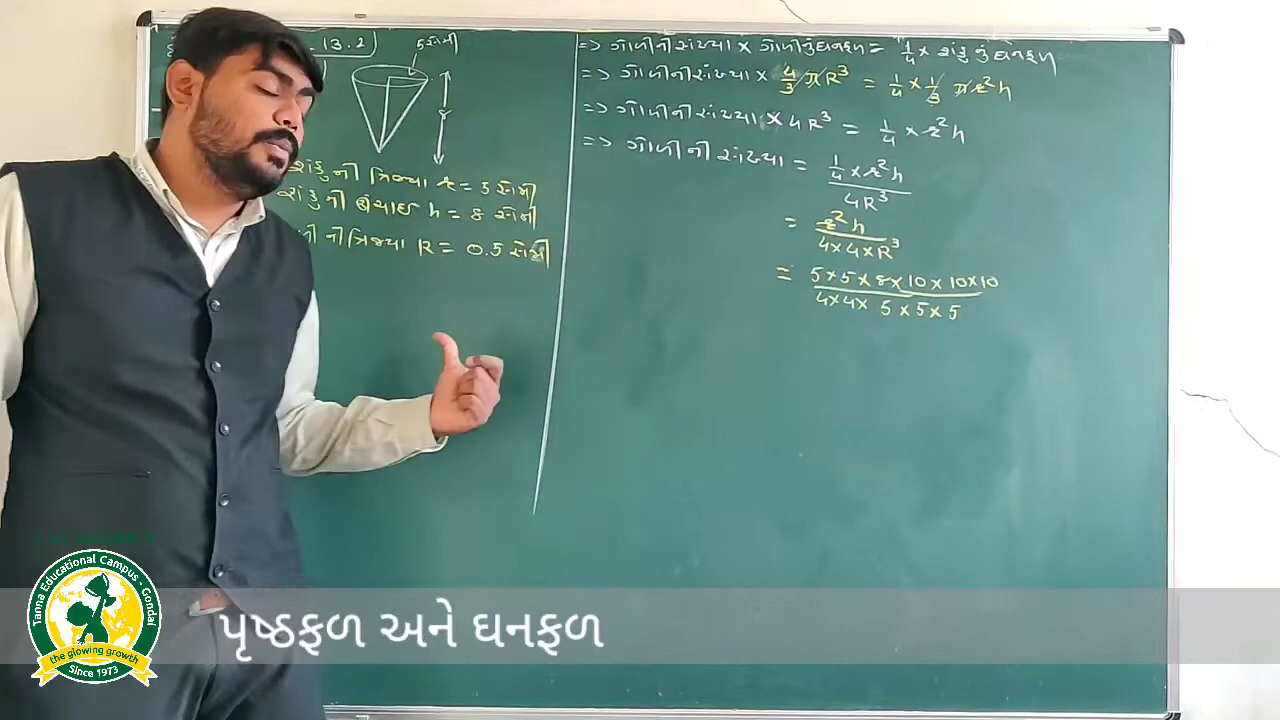 . 13.2
5 સેમી
8
શંકુની ત્રિજ્યા r = 5 સેમી
શંકુની ઊંચાઈ h = 8 સેમી
ની ત્રિજ્યા R = 0.5 સેમી
=> ગોળીની સંખ્યા × ગોળીનું ઘનફળ = 1/4 × શંકુ નું ઘનફળ
=> ગોળીની સંખ્યા × 4/3 π R³ = 1/4 × 1/3 π r² h
=> ગોળીની સંખ્યા × 4R³ = 1/4 × r² h
=> ગોળી ની સંખ્યા = 1/4 × r² h / 4R³
= r² h / 4×4×R³
= 5×5×8×10×10×10 / 4×4×5×5×5
પૃષ્ઠફળ અને ઘનફળ
Tanna Educational Campus - Gondal
the glowing growth
Since 1973